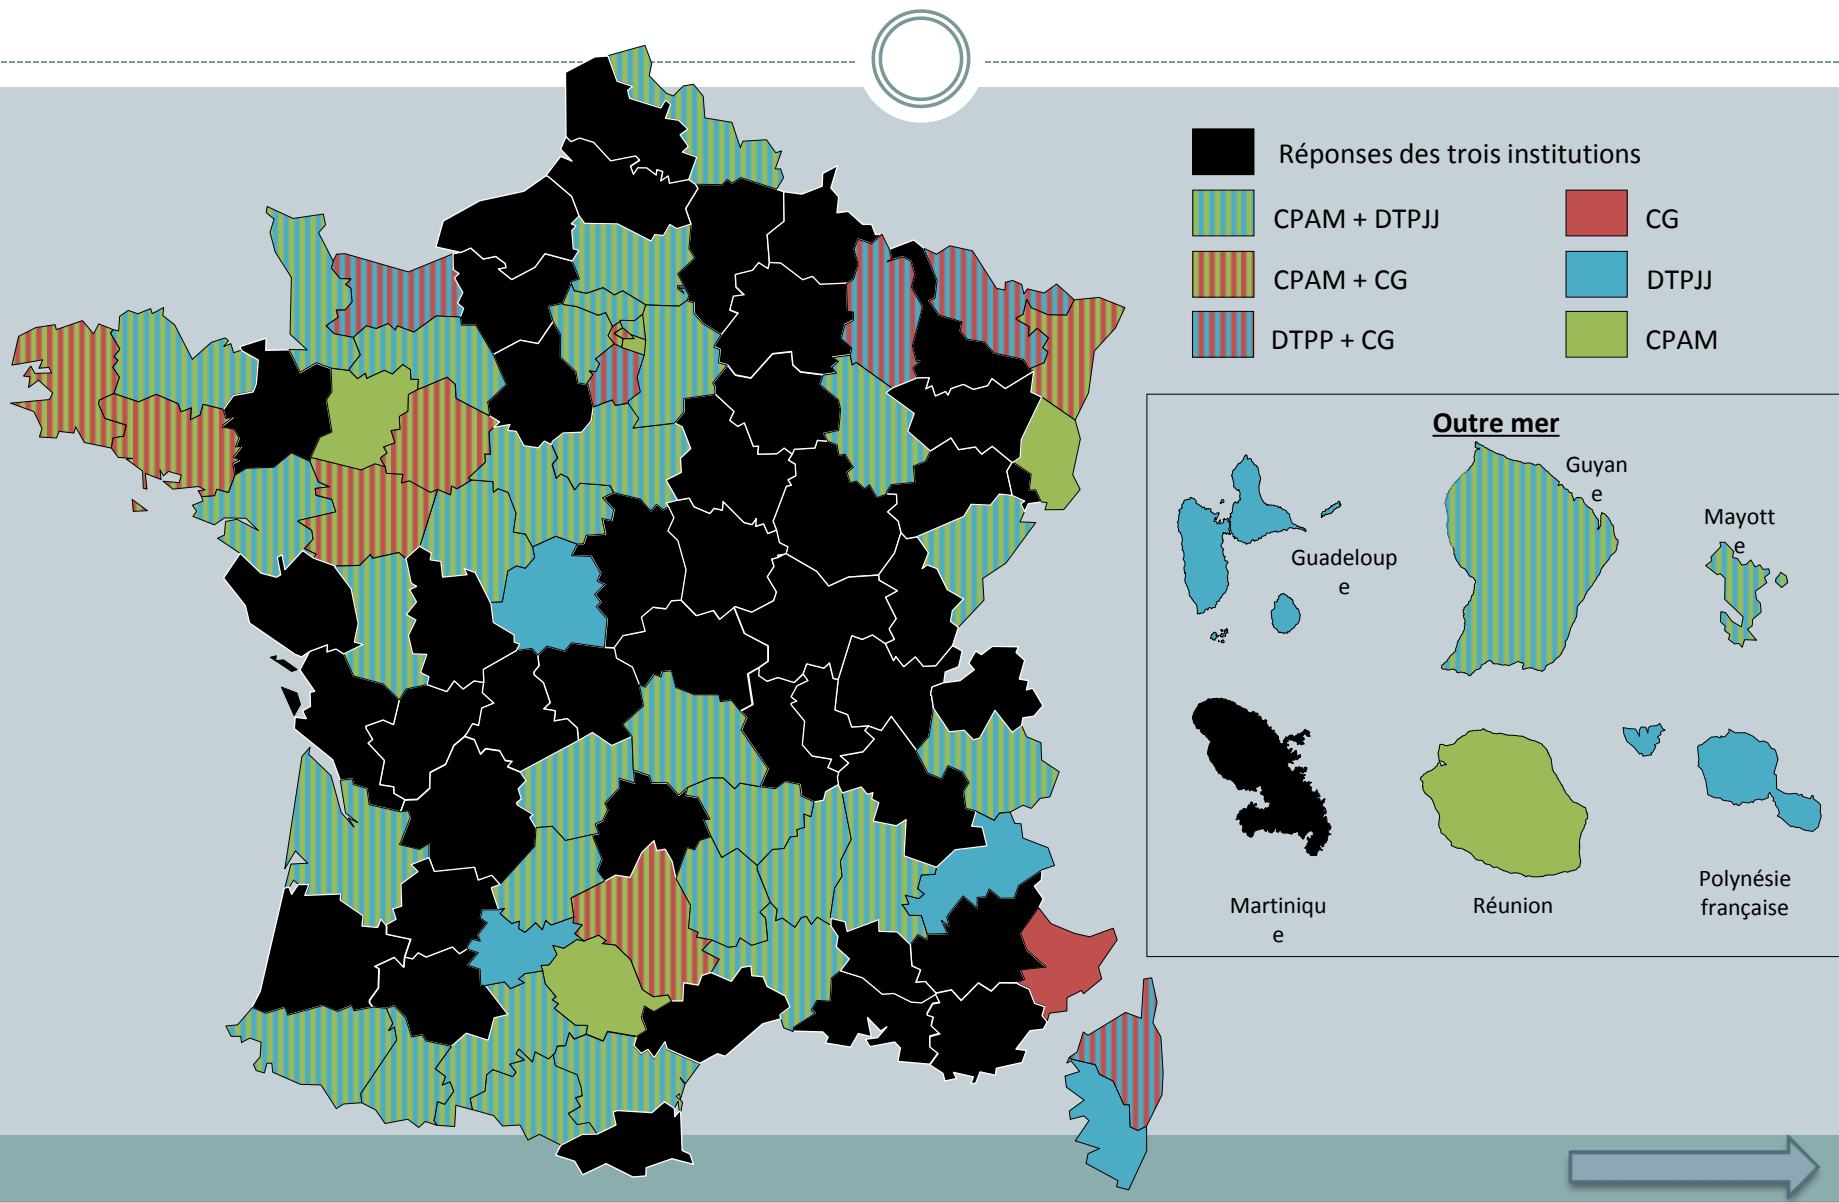 Réponses des trois institutions
CPAM + DTPJJ
CG
CPAM + CG
DTPJJ
DTPP + CG
CPAM
Outre mer
Guyan
e
Mayott
e
Guadeloup
e
Martiniqu
e
Réunion
Polynésie
française